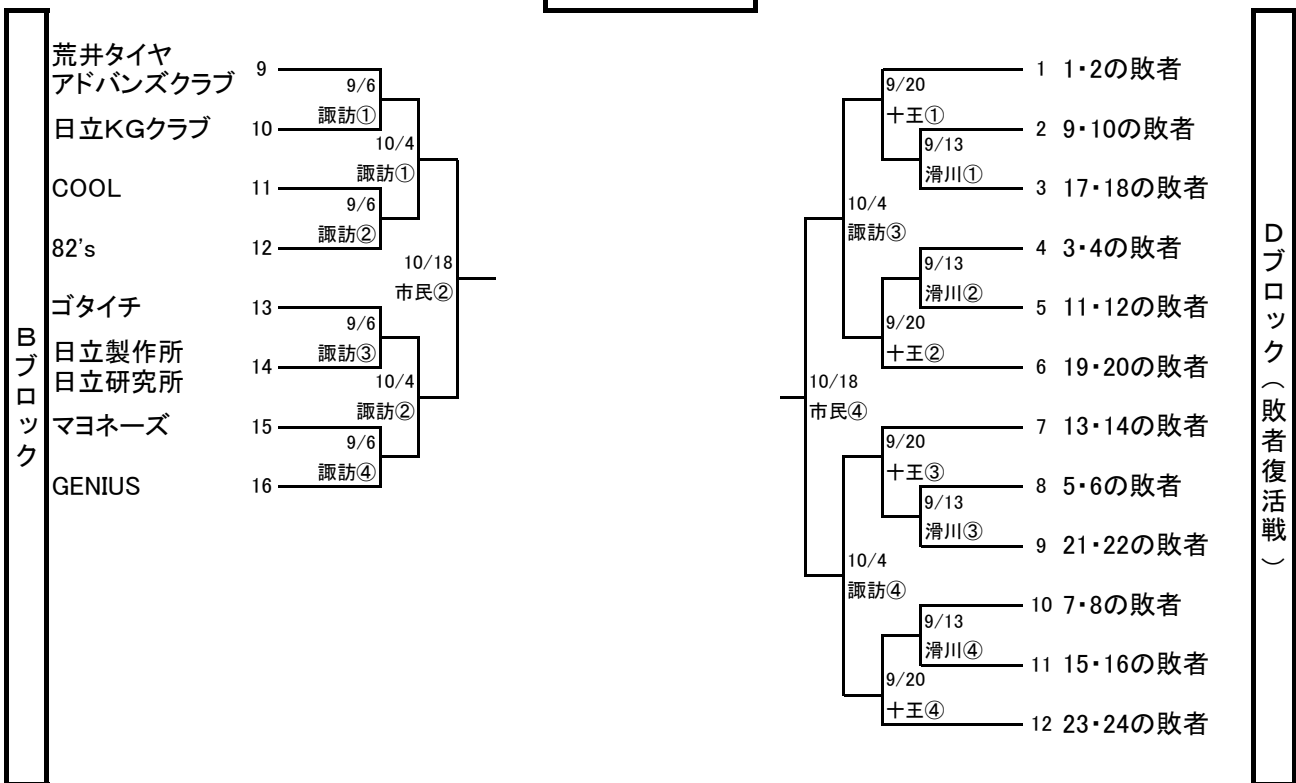 Bブロック
荒井タイヤ
アドバンズクラブ 9
日立KGクラブ 10
COOL 11
82's 12
ゴタイチ 13
日立製作所
日立研究所 14
マヨネーズ 15
GENIUS 16
9/6
諏訪①
9/6
諏訪②
9/6
諏訪③
9/6
諏訪④
10/4
諏訪①
10/4
諏訪②
10/18
市民②
Dブロック(敗者復活戦)
1 1・2の敗者
2 9・10の敗者
3 17・18の敗者
4 3・4の敗者
5 11・12の敗者
6 19・20の敗者
7 13・14の敗者
8 5・6の敗者
9 21・22の敗者
10 7・8の敗者
11 15・16の敗者
12 23・24の敗者
9/20
十王①
9/13
滑川①
10/4
諏訪③
9/13
滑川②
9/20
十王②
10/18
市民④
9/20
十王③
9/13
滑川③
10/4
諏訪④
9/13
滑川④
9/20
十王④